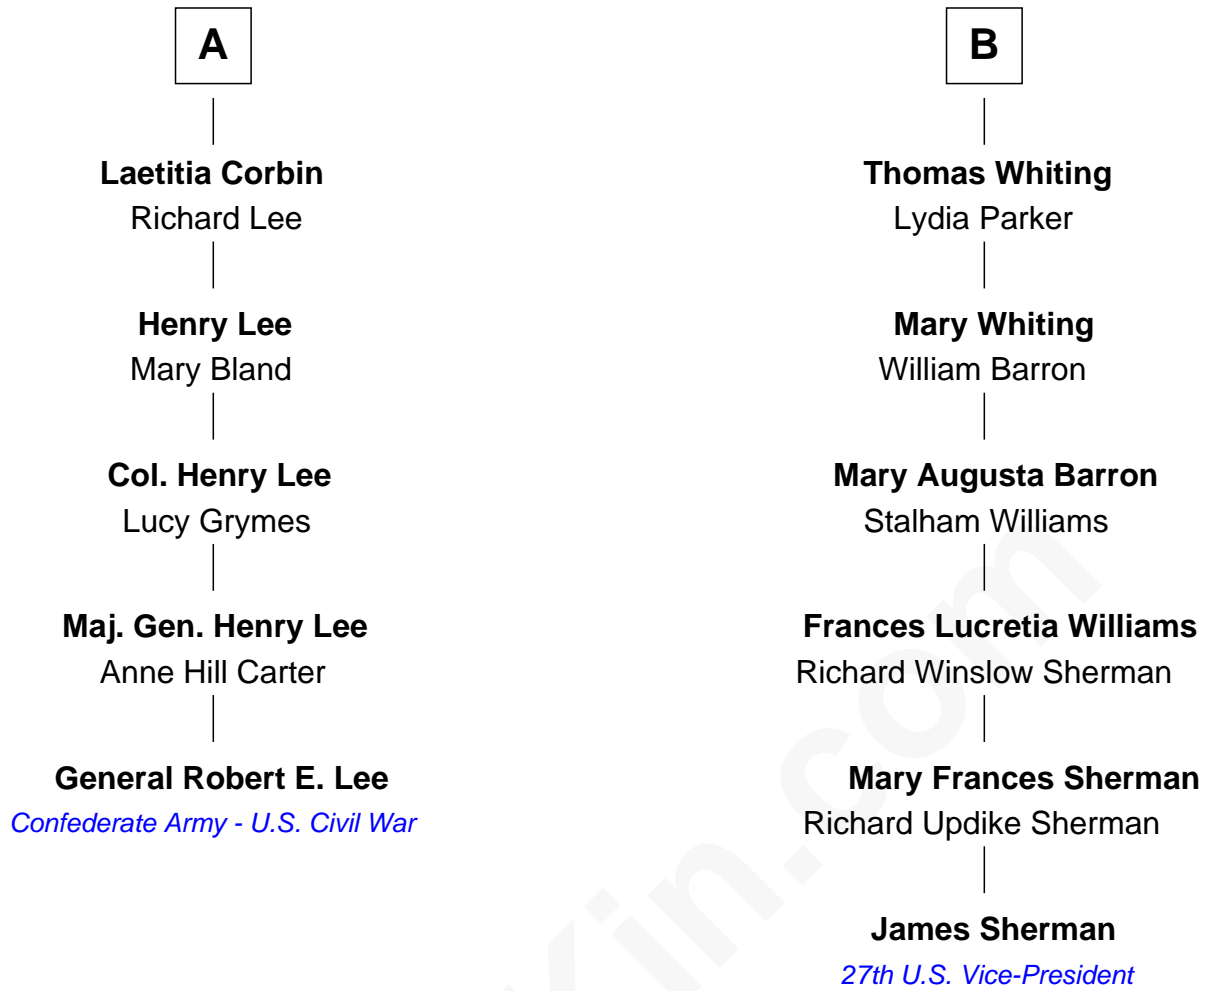 A
Laetitia Corbin
Richard Lee
Henry Lee
Mary Bland
Col. Henry Lee
Lucy Grymes
Maj. Gen. Henry Lee
Anne Hill Carter
General Robert E. Lee
Confederate Army - U.S. Civil War
B
Thomas Whiting
Lydia Parker
Mary Whiting
William Barron
Mary Augusta Barron
Stalham Williams
Frances Lucretia Williams
Richard Winslow Sherman
Mary Frances Sherman
Richard Updike Sherman
James Sherman
27th U.S. Vice-President
Kin.com